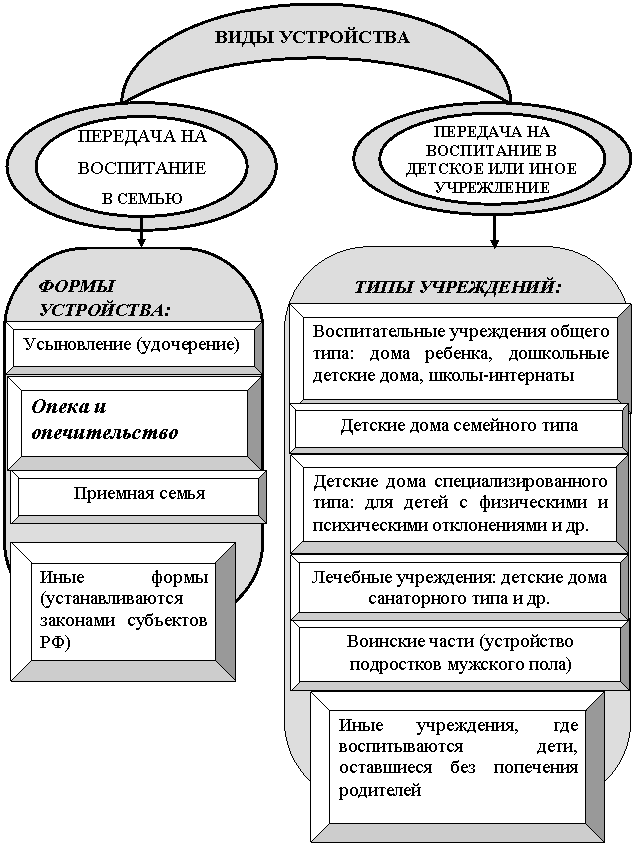 ВИДЫ УСТРОЙСТВА
ПЕРЕДАЧА НА
ВОСПИТАНИЕ
В СЕМЬЮ
ПЕРЕДАЧА НА
ВОСПИТАНИЕ В
ДЕТСКОЕ ИЛИ ИНОЕ
УЧРЕЖДЕНИЕ
ФОРМЫ
УСТРОЙСТВА:
Усыновление (удочерение)
Опека и
опечительство
Приемная семья
Иные формы
(устанавливаются
законами субъектов
РФ)
ТИПЫ УЧРЕЖДЕНИЙ:
Воспитательные учреждения общего
типа: дома ребенка, дошкольные
детские дома, школы-интернаты
Детские дома семейного типа
Детские дома специализированного
типа: для детей с физическими и
психическими отклонениями и др.
Лечебные учреждения: детские дома
санаторного типа и др.
Воинские части (устройство
подростков мужского пола)
Иные учреждения, где
воспитываются дети,
оставшиеся без попечения
родителей